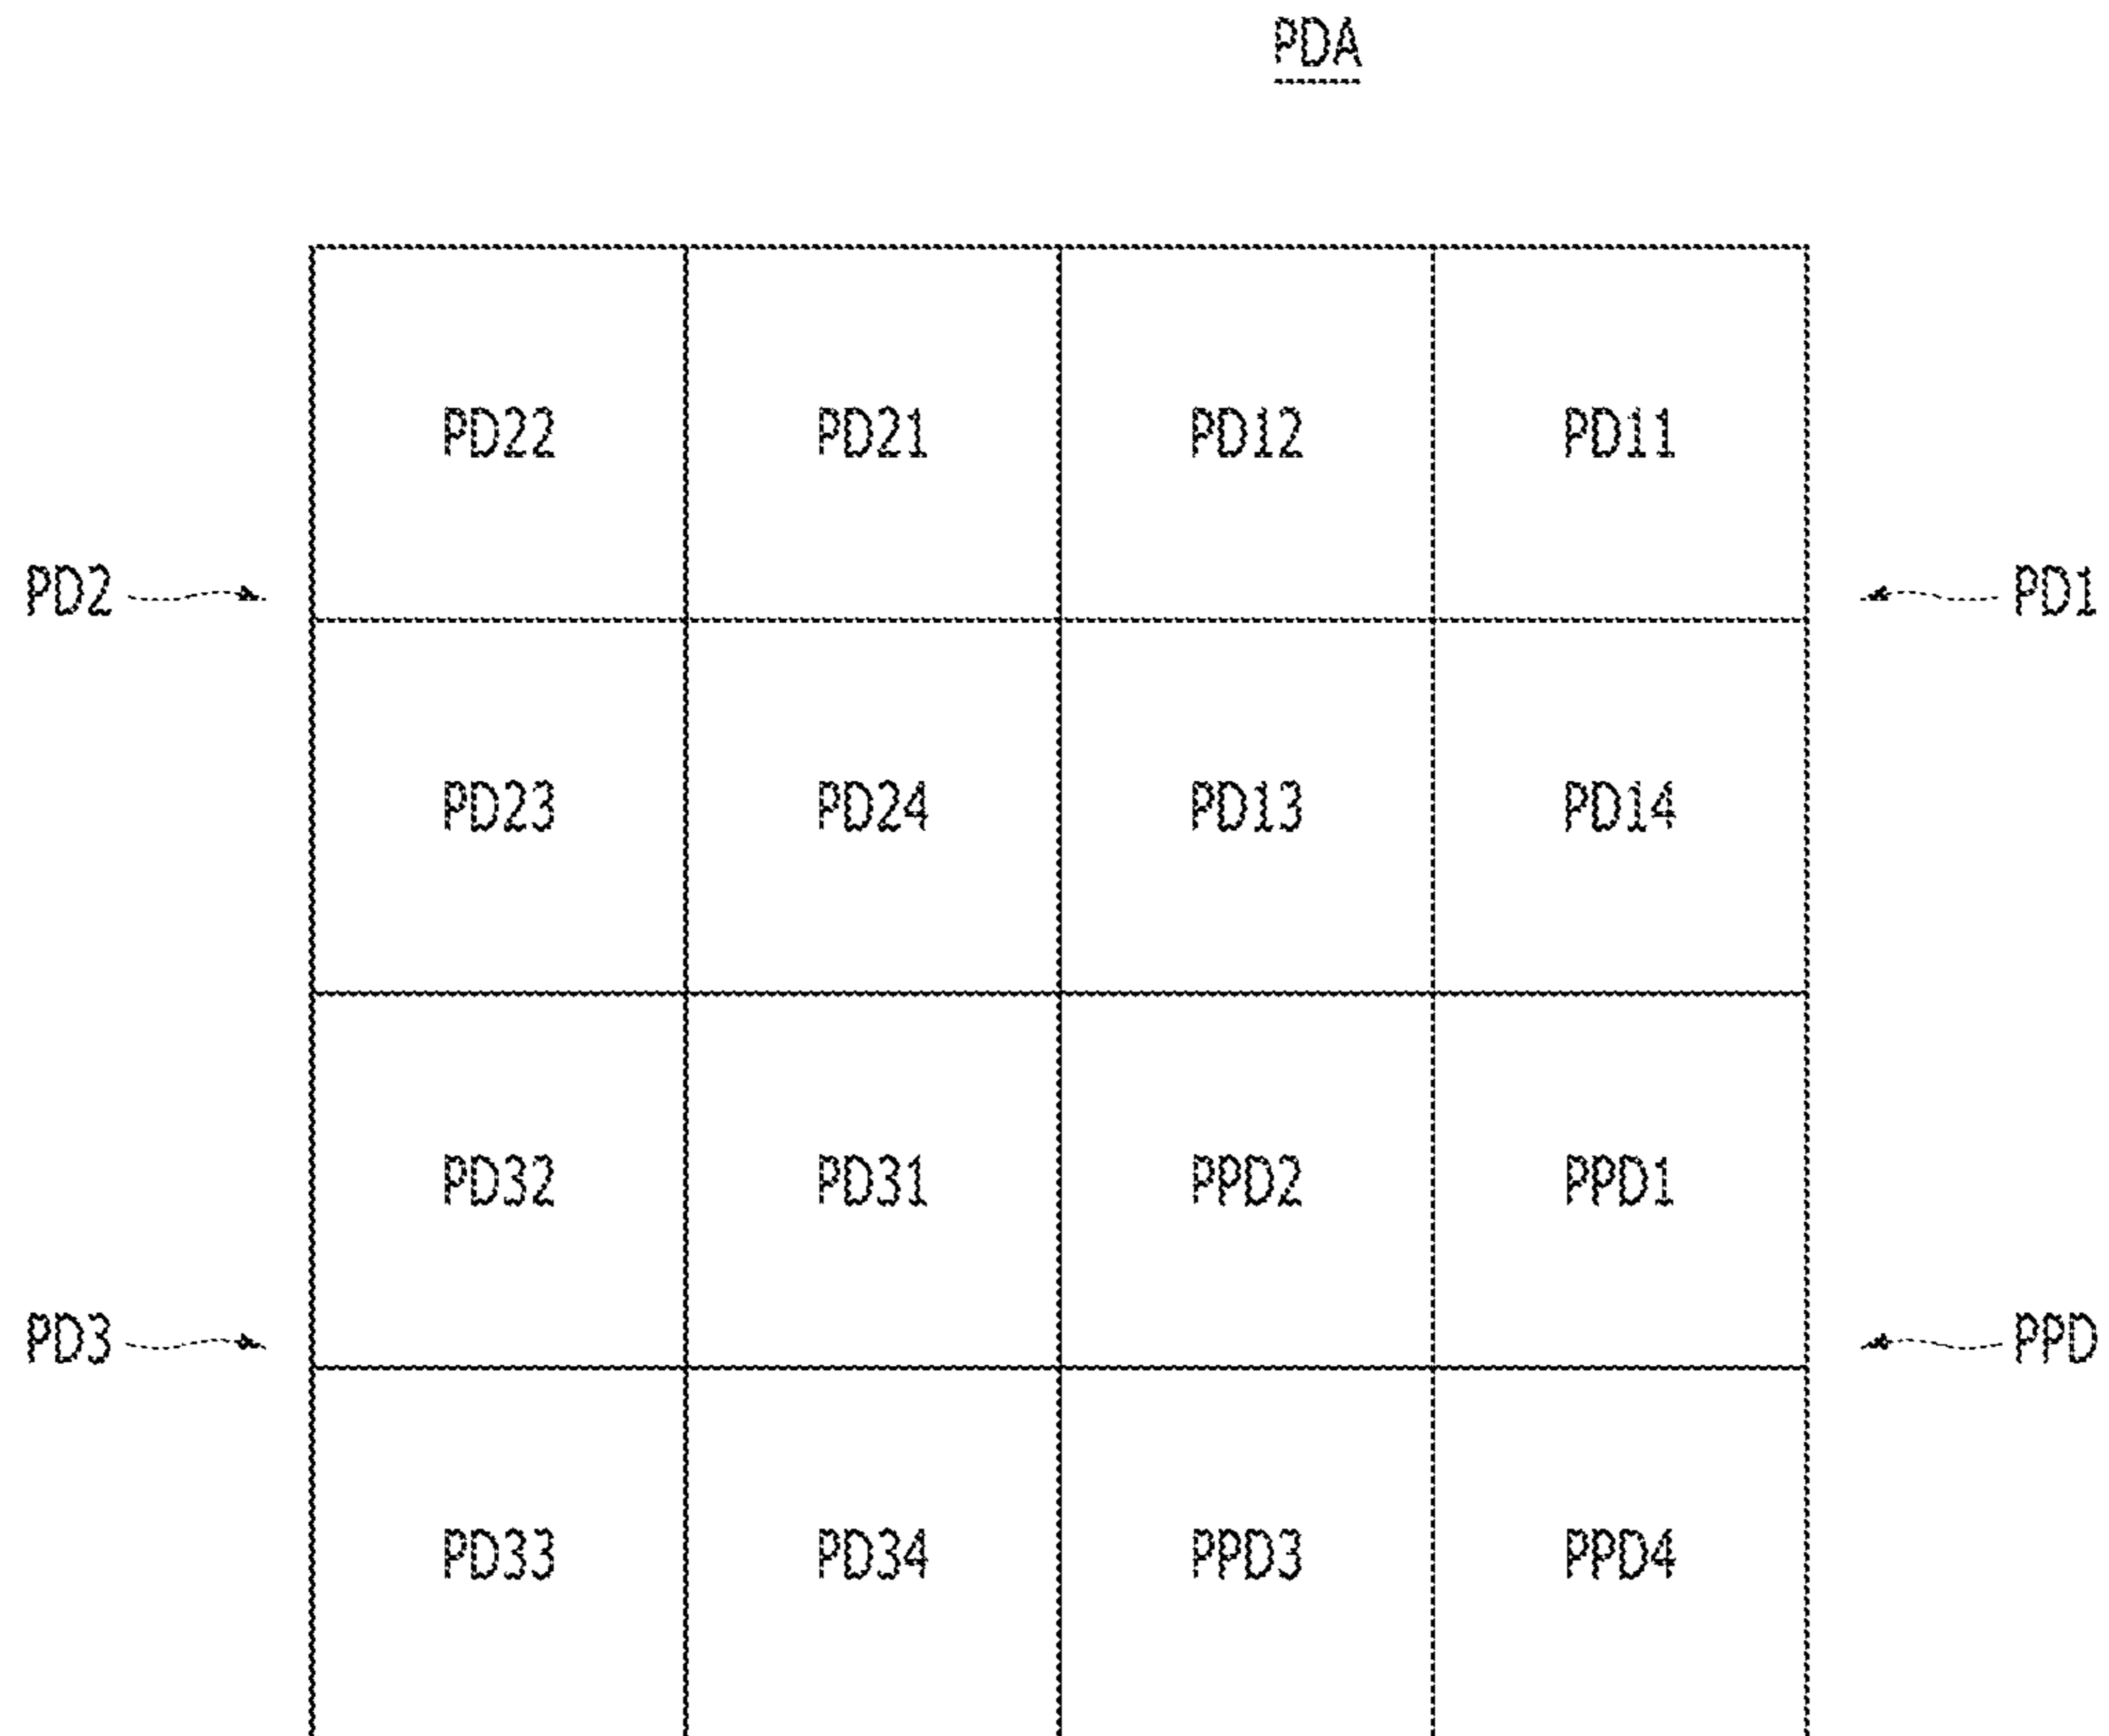 PDA
PD22 PD21 PD12 PD11
PD2 PD1
PD23 PD24 PD13 PD14
PD32 PD31 PPD2 PPD1
PD3 PPD
PD33 PD34 PPD3 PPD4